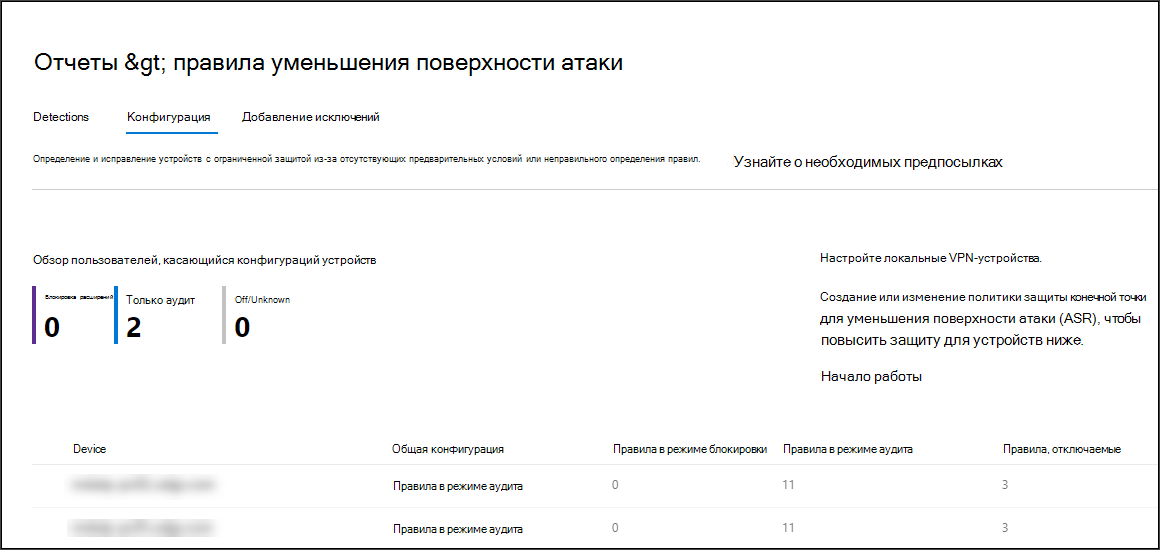 Отчеты &gt; правила уменьшения поверхности атаки
Detections Конфигурация Добавление исключений
Определение и исправление устройств с ограниченной защитой из-за отсутствующих предварительных условий или неправильного определения правил.
Узнайте о необходимых предпосылках
Обзор пользователей, касающийся конфигураций устройств
Блокировка расширений Только аудит Off/Unknown
0 2 0
Настройте локальные VPN-устройства.
Создание или изменение политики защиты конечной точки
для уменьшения поверхности атаки (ASR), чтобы
повысить защиту для устройств ниже.
Начало работы
Device Общая конфигурация Правила в режиме блокировки Правила в режиме аудита Правила, отключаемые
Правила в режиме аудита 0 11 3
Правила в режиме аудита 0 11 3